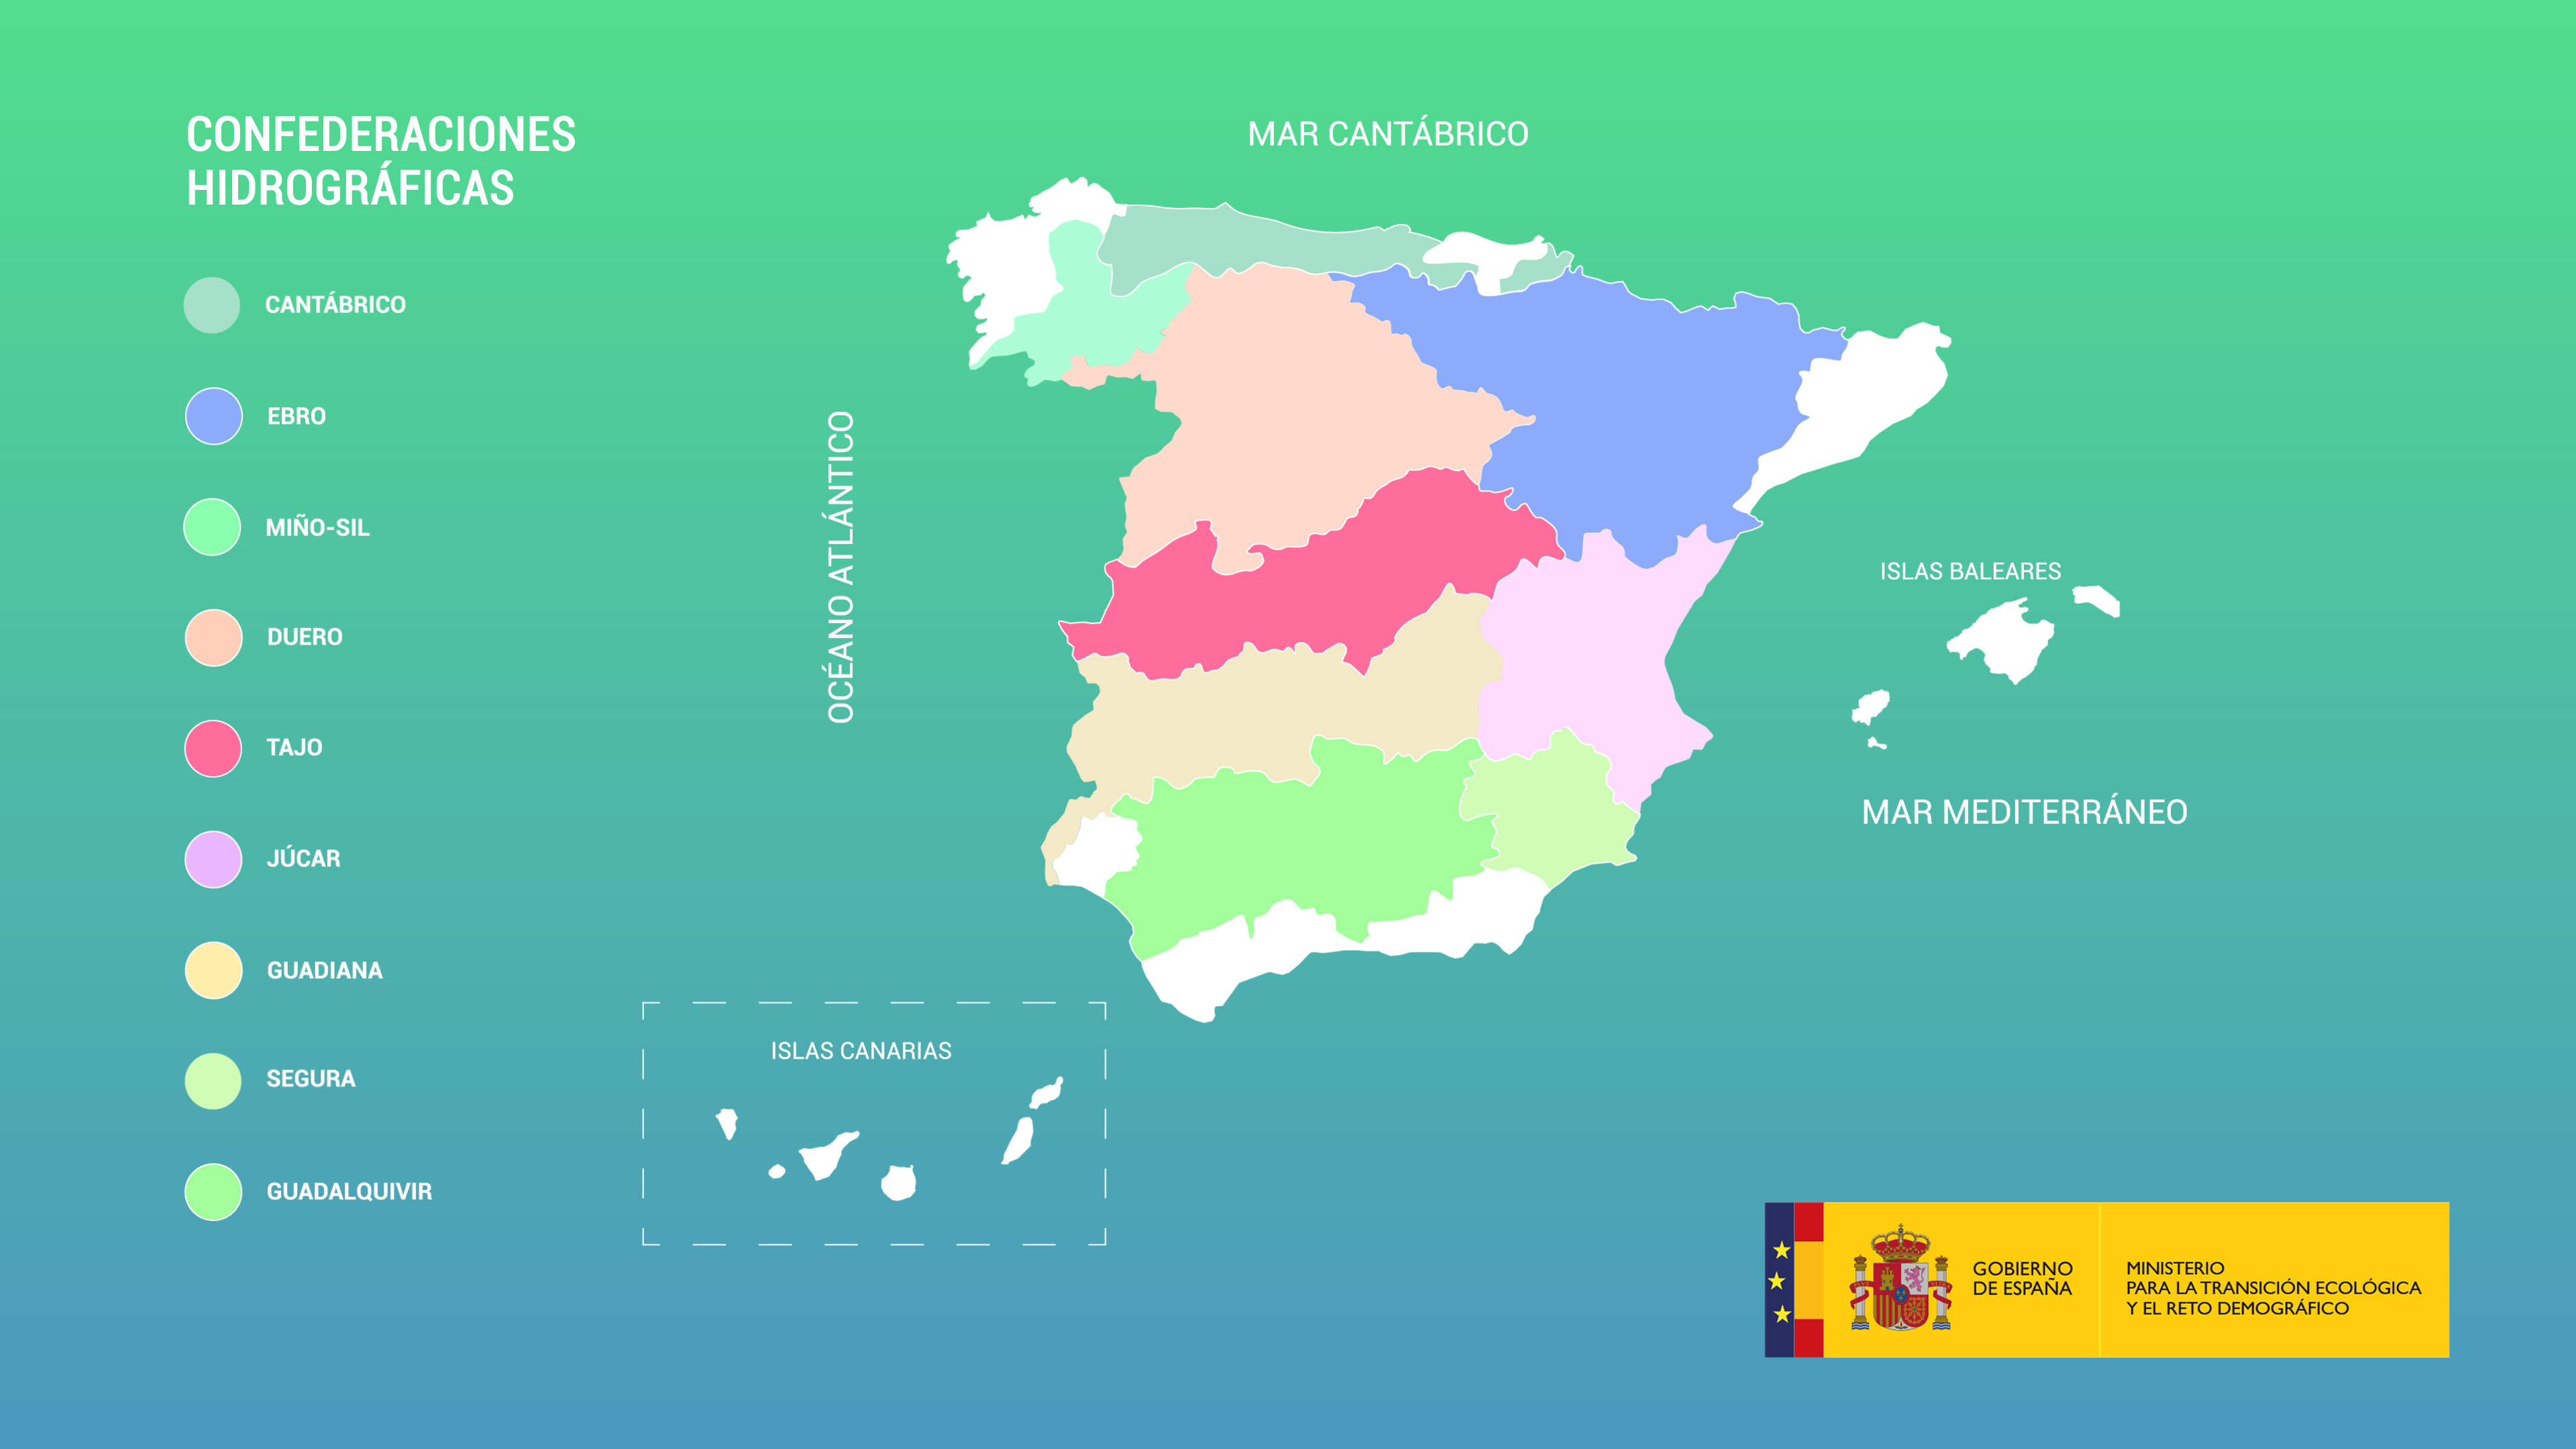 CONFEDERACIONES
HIDROGRÁFICAS
CANTÁBRICO
EBRO
MIÑO-SIL
DUERO
TAJO
JÚCAR
GUADIANA
SEGURA
GUADALQUIVIR
MAR CANTÁBRICO
OCÉANO ATLÁNTICO
ISLAS BALEARES
MAR MEDITERRÁNEO
ISLAS CANARIAS
GOBIERNO
DE ESPAÑA
MINISTERIO
PARA LA TRANSICIÓN ECOLÓGICA
Y EL RETO DEMOGRÁFICO